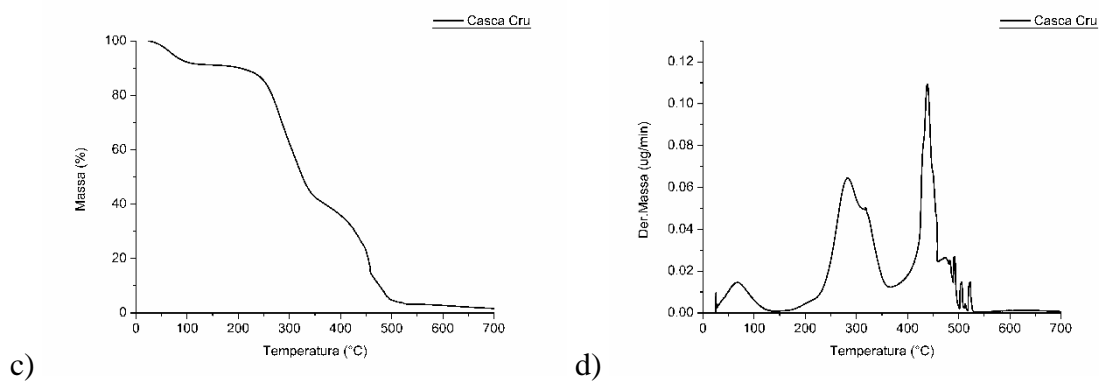 Casca Cru
100
80
60
40
20
0
Massa (%)
0 100 200 300 400 500 600 700
Temperatura (°C)
c)
Casca Cru
0.12
0.10
0.08
0.06
0.04
0.02
0.00
Der.Massa (ug/min)
0 100 200 300 400 500 600 700
Temperatura (°C)
d)